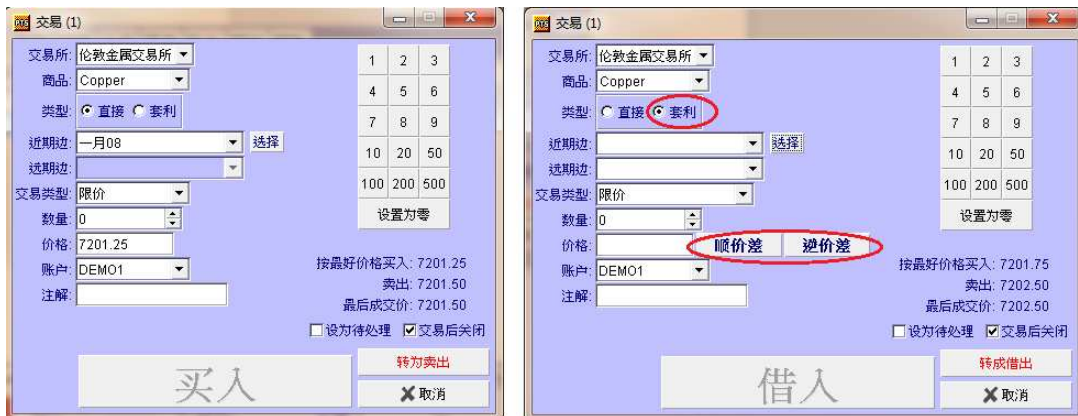 交易 (1)
交易所: 伦敦金属交易所
商品: Copper
类型: 直接 套利
近期边: 一月08 选择
远期边:
交易类型: 限价
数量: 0
价格: 7201.25
账户: DEMO1
注解:
1 2 3
4 5 6
7 8 9
10 20 50
100 200 500
设置为零
按最好价格买入: 7201.25
卖出: 7201.50
最后成交价: 7201.50
设为待处理 交易后关闭
买入
转为卖出
取消
交易 (1)
交易所: 伦敦金属交易所
商品: Copper
类型: 直接 套利
近期边: 选择
远期边:
交易类型: 限价
数量: 0
价格: 顺价差 逆价差
账户: DEMO1
注解:
1 2 3
4 5 6
7 8 9
10 20 50
100 200 500
设置为零
按最好价格买入: 7201.75
卖出: 7202.50
最后成交价: 7202.50
设为待处理 交易后关闭
借入
转成借出
取消